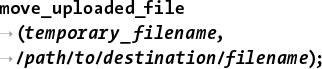 move_uploaded_file
→ (temporary_filename,
→ /path/to/destination/filename);